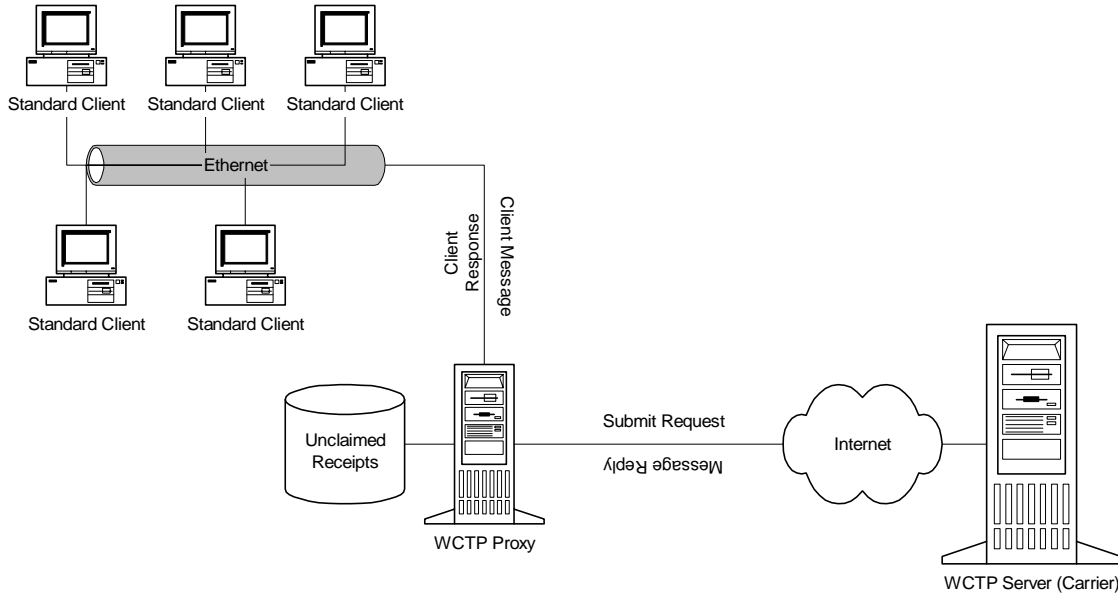 Standard Client
Standard Client
Standard Client
Ethernet
Standard Client
Standard Client
Client
Response
Client Message
Unclaimed
Receipts
WCTP Proxy
Submit Request
Message Reply
Internet
WCTP Server (Carrier)